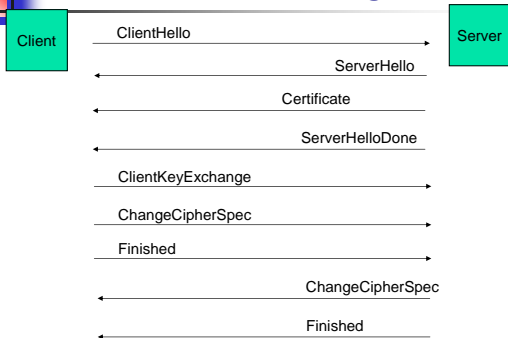 Client
Server
ClientHello
ServerHello
Certificate
ServerHelloDone
ClientKeyExchange
ChangeCipherSpec
Finished
ChangeCipherSpec
Finished